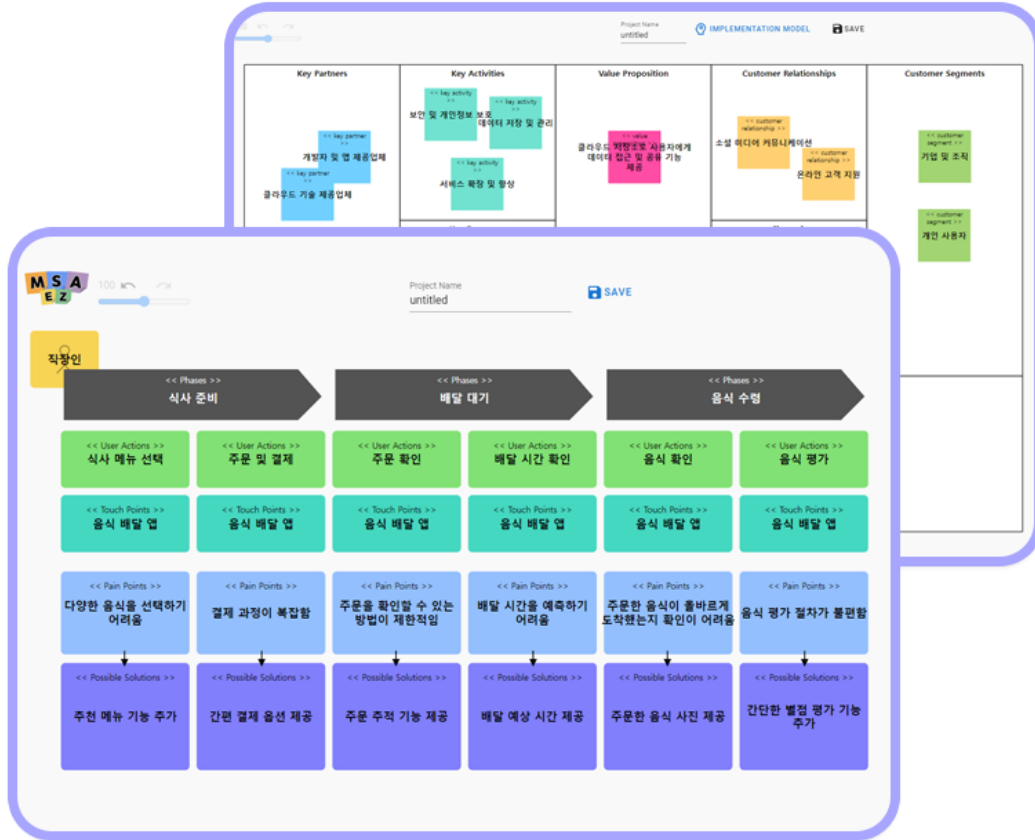 Project Name
untitled
IMPLEMENTATION MODEL
SAVE
Key Partners
Key Activities
Value Proposition
Customer Relationships
Customer Segments
<< key partner
>>
개발자 및 앱 제공업체
<< key partner
>>
클라우드 기술 제공업체
<< key activity
>>
보안 및 개인정보 보호
<< key activity
>>
데이터 저장 및 관리
<< key activity
>>
서비스 확장 및 향상
<< value
클라우드 저장소로 사용자에게
데이터 접근 및 공유 기능
제공
<< customer
relationship >>
소셜 미디어 커뮤니케이션
<< customer
relationship >>
온라인 고객 지원
<< customer
segment >>
기업 및 조직
<< customer
segment >>
개인 사용자
MSA
EZ
100
Project Name
untitled
SAVE
직장인
<< Phases >>
식사 준비
<< Phases >>
배달 대기
<< Phases >>
음식 수령
<< User Actions >>
식사 메뉴 선택
<< User Actions >>
주문 및 결제
<< User Actions >>
주문 확인
<< User Actions >>
배달 시간 확인
<< User Actions >>
음식 확인
<< User Actions >>
음식 평가
<< Touch Points >>
음식 배달 앱
<< Touch Points >>
음식 배달 앱
<< Touch Points >>
음식 배달 앱
<< Touch Points >>
음식 배달 앱
<< Touch Points >>
음식 배달 앱
<< Touch Points >>
음식 배달 앱
<< Pain Points >>
다양한 음식을 선택하기
어려움
<< Pain Points >>
결제 과정이 복잡함
<< Pain Points >>
주문을 확인할 수 있는
방법이 제한적임
<< Pain Points >>
배달 시간을 예측하기
어려움
<< Pain Points >>
주문한 음식이 올바르게
도착했는지 확인이 어려움
<< Pain Points >>
음식 평가 절차가 불편함
<< Possible Solutions >>
추천 메뉴 기능 추가
<< Possible Solutions >>
간편 결제 옵션 제공
<< Possible Solutions >>
주문 추적 기능 제공
<< Possible Solutions >>
배달 예상 시간 제공
<< Possible Solutions >>
주문한 음식 사진 제공
<< Possible Solutions >>
간단한 별점 평가 기능
추가